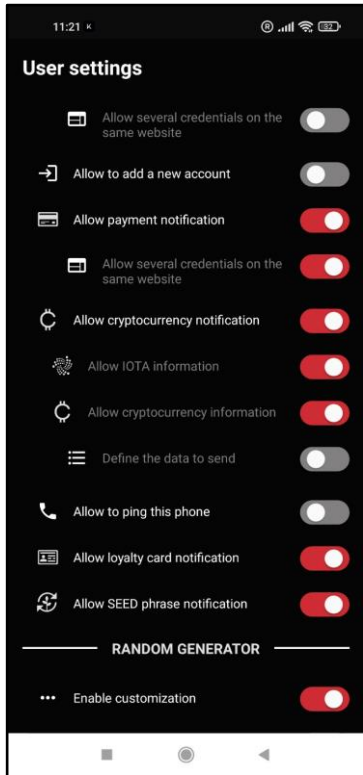 11:21 K
® 82
User settings
Allow several credentials on the
same website
Allow to add a new account
Allow payment notification
Allow several credentials on the
same website
Allow cryptocurrency notification
Allow IOTA information
Allow cryptocurrency information
Define the data to send
Allow to ping this phone
Allow loyalty card notification
Allow SEED phrase notification
RANDOM GENERATOR
Enable customization